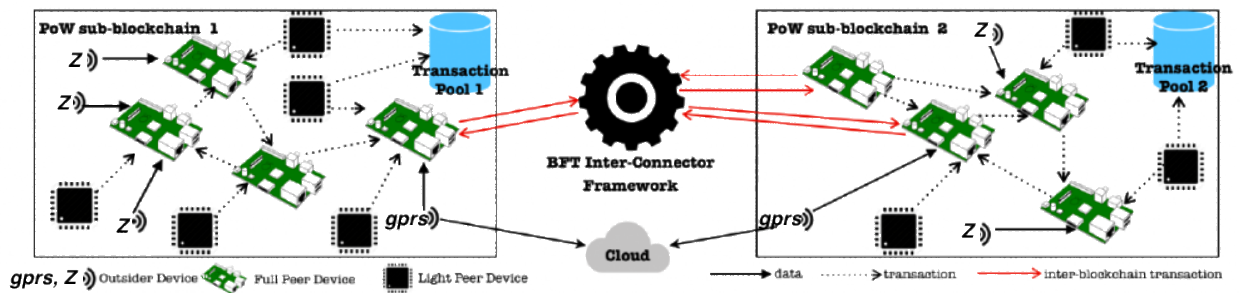 PoW sub-blockchain 1
Z
Z
Z
Transaction
Pool 1
gprs
BFT Inter-Connector
Framework
Cloud
PoW sub-blockchain 2
Z
Transaction
Pool 2
gprs
Z
gprs, Z Outsider Device
Full Peer Device
Light Peer Device
data
transaction
inter-blockchain transaction